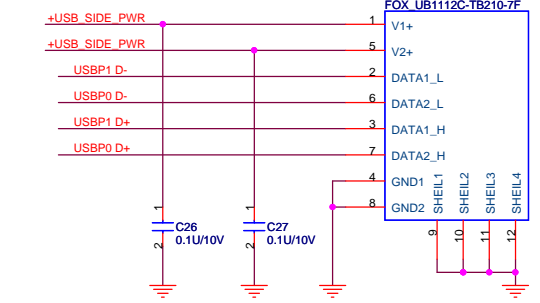 FOX_UB1112C-TB210-7F
+USB_SIDE_PWR 1 V1+
+USB_SIDE_PWR 5 V2+
USBP1 D- 2 DATA1_L
USBP0 D- 6 DATA2_L
USBP1 D+ 3 DATA1_H
USBP0 D+ 7 DATA2_H
4 GND1
8 GND2
SHEIL1
SHEIL2
SHEIL3
SHEIL4
9
10
11
12
1
C26
0.1U/10V
2
1
C27
0.1U/10V
2